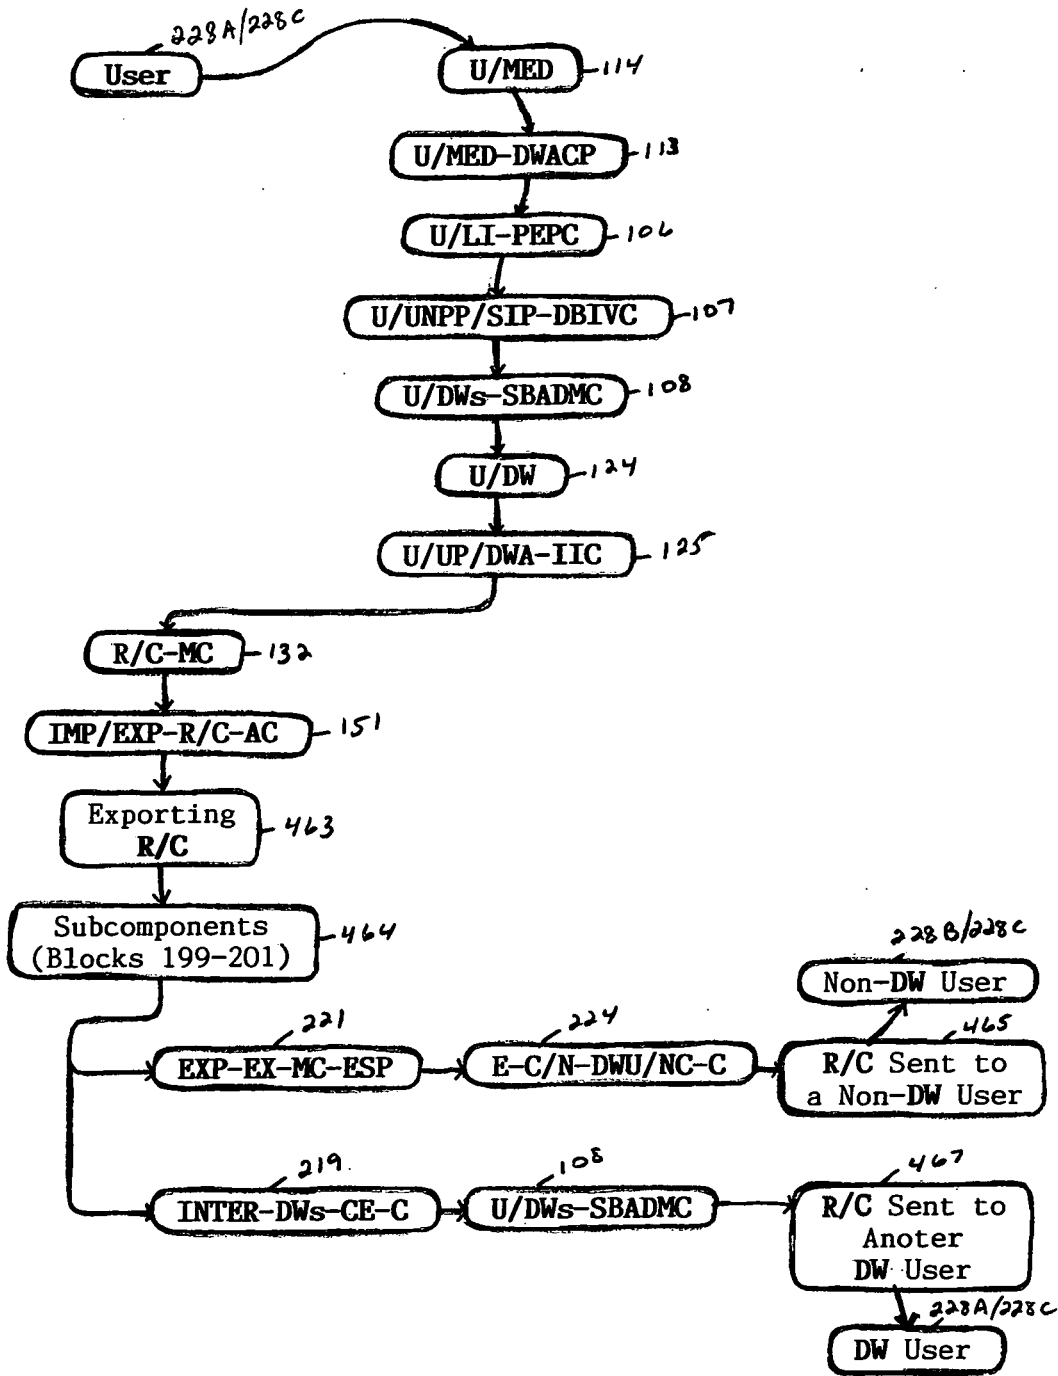 228A/228C
User
U/MED
114
U/MED-DWACP
113
U/LI-PEPC
106
U/UNPP/SIP-DBIVC
107
U/DWs-SBADMC
108
U/DW
124
U/UP/DWA-IIC
125
R/C-MC
132
IMP/EXP-R/C-AC
151
Exporting
R/C
463
Subcomponents
(Blocks 199-201)
464
221
EXP-EX-MC-ESP
224
E-C/N-DWU/NC-C
465
R/C Sent to
a Non-DW User
228B/228C
Non-DW User
219
INTER-DWs-CE-C
108
U/DWs-SBADMC
467
R/C Sent to
Anoter
DW User
228A/228C
DW User